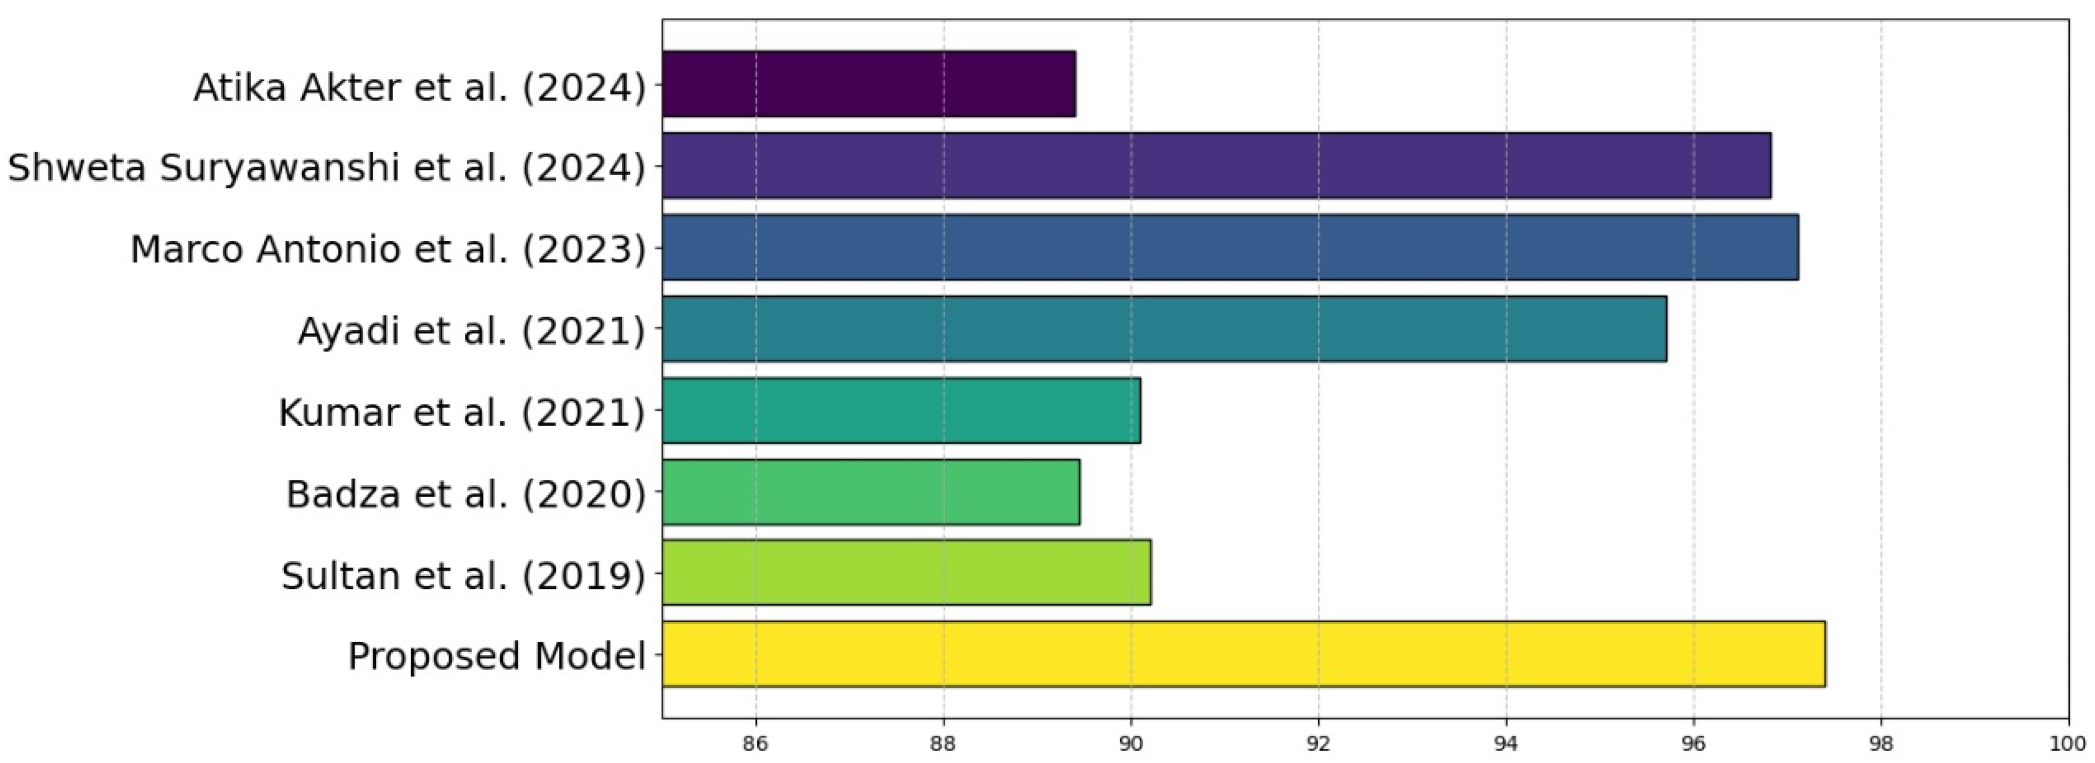 Atika Akter et al. (2024)
Shweta Suryawanshi et al. (2024)
Marco Antonio et al. (2023)
Ayadi et al. (2021)
Kumar et al. (2021)
Badza et al. (2020)
Sultan et al. (2019)
Proposed Model
86 88 90 92 94 96 98 100